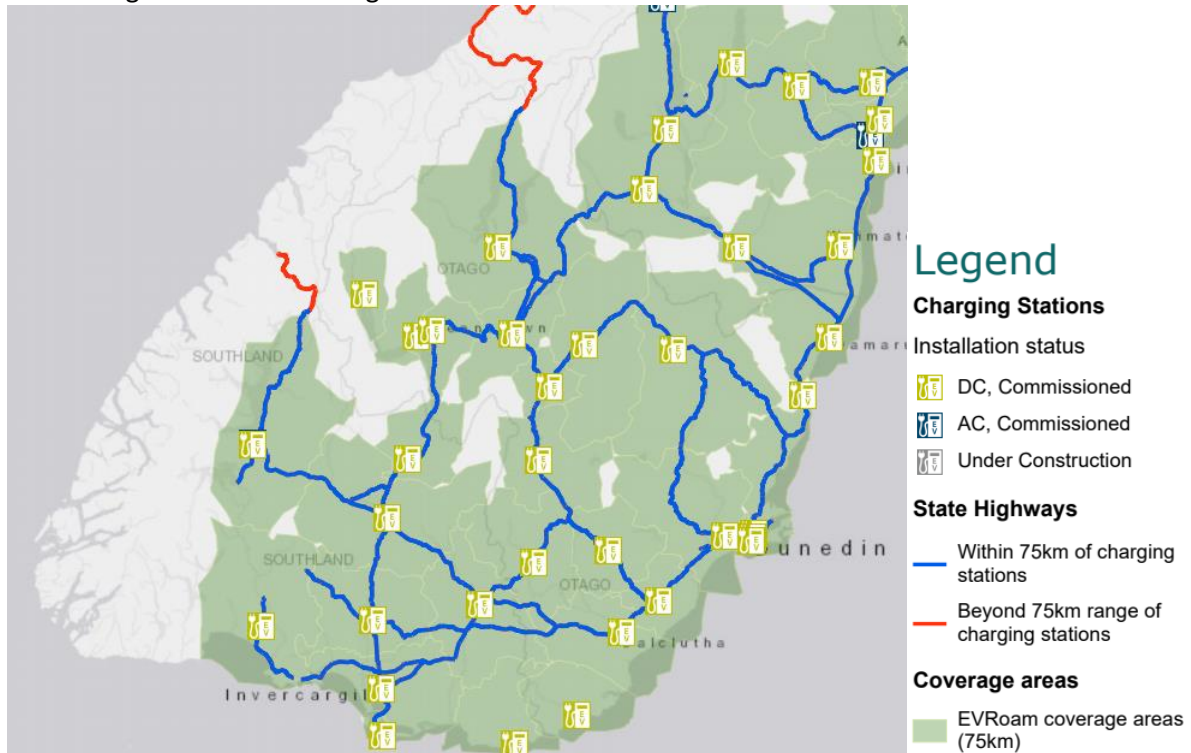 OTAGO
SOUTHLAND
SOUTHLAND
OTAGO
unedin
alclutha
Invercargil
Legend
Charging Stations
Installation status
DC, Commissioned
AC, Commissioned
Under Construction
State Highways
Within 75km of charging
stations
Beyond 75km range of
charging stations
Coverage areas
EVRoam coverage areas
(75km)